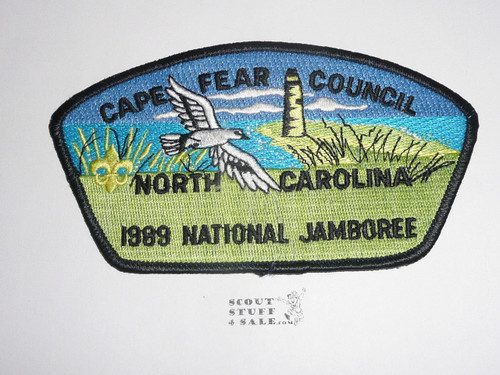 CAPE FEAR COUNCIL
NORTH CAROLINA
1989 NATIONAL JAMBOREE
SCOUT
STUFF
4 SALE.COM